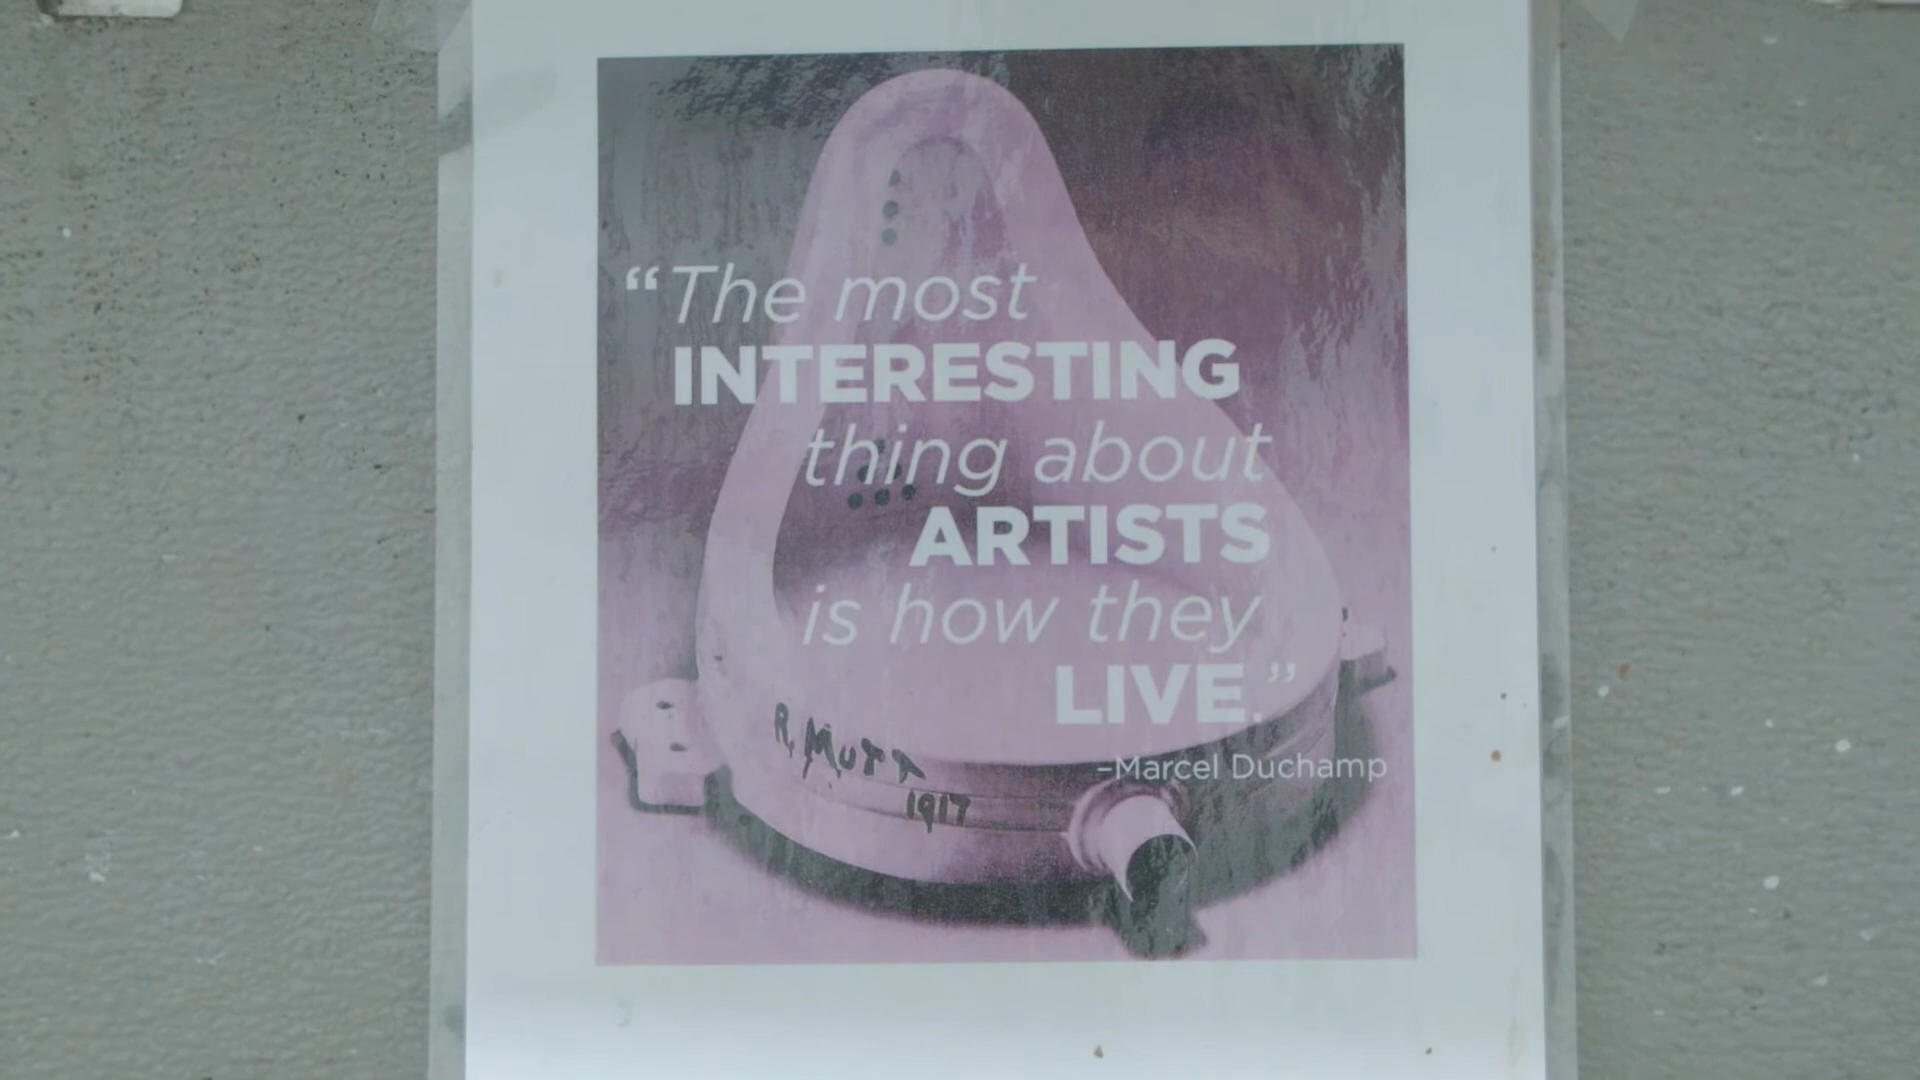 “The most
INTERESTING
thing about
ARTISTS
is how they
LIVE.”
–Marcel Duchamp
R. MUTT
1917